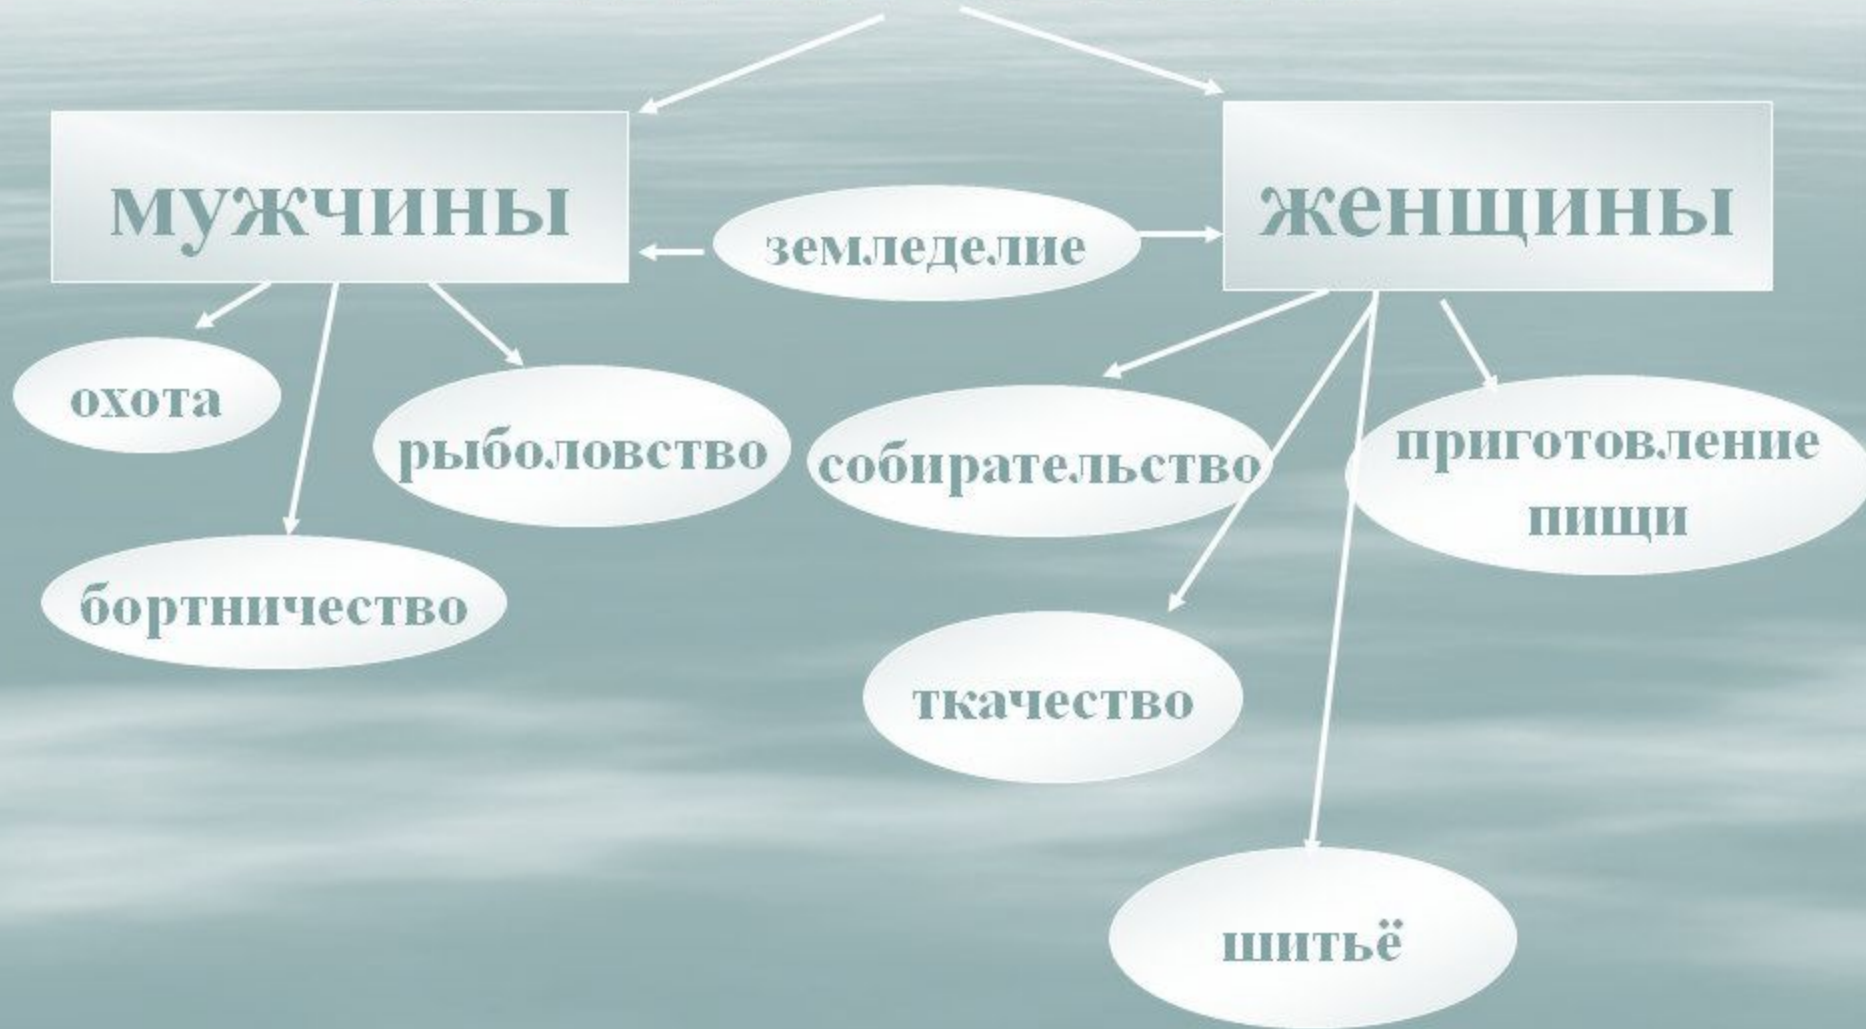 мужчины
женщины
земледелие
охота
рыболовство
собирательство
приготовление
пищи
бортничество
ткачество
шитьё